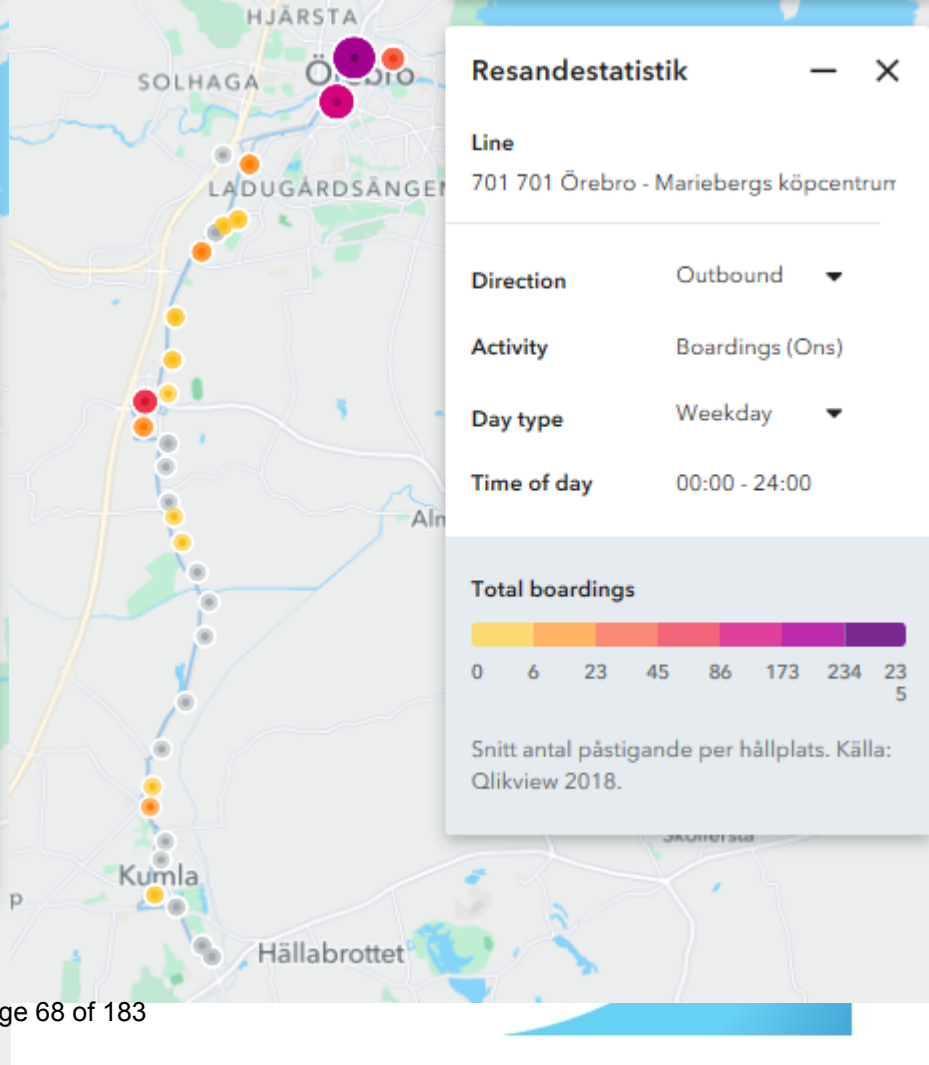 HJÄRSTA
SOLHAGA
LADUGÅRDSÄNGEN
Kumla
Hällabrottet
p
ge 68 of 183
Resandestatistik
Line
701 701 Örebro - Mariebergs köpcentrum
Direction Outbound
Activity Boardings (Ons)
Day type Weekday
Time of day 00:00 - 24:00
Total boardings
0 6 23 45 86 173 234 23
5
Snitt antal påstigande per hållplats. Källa:
Qlikview 2018.